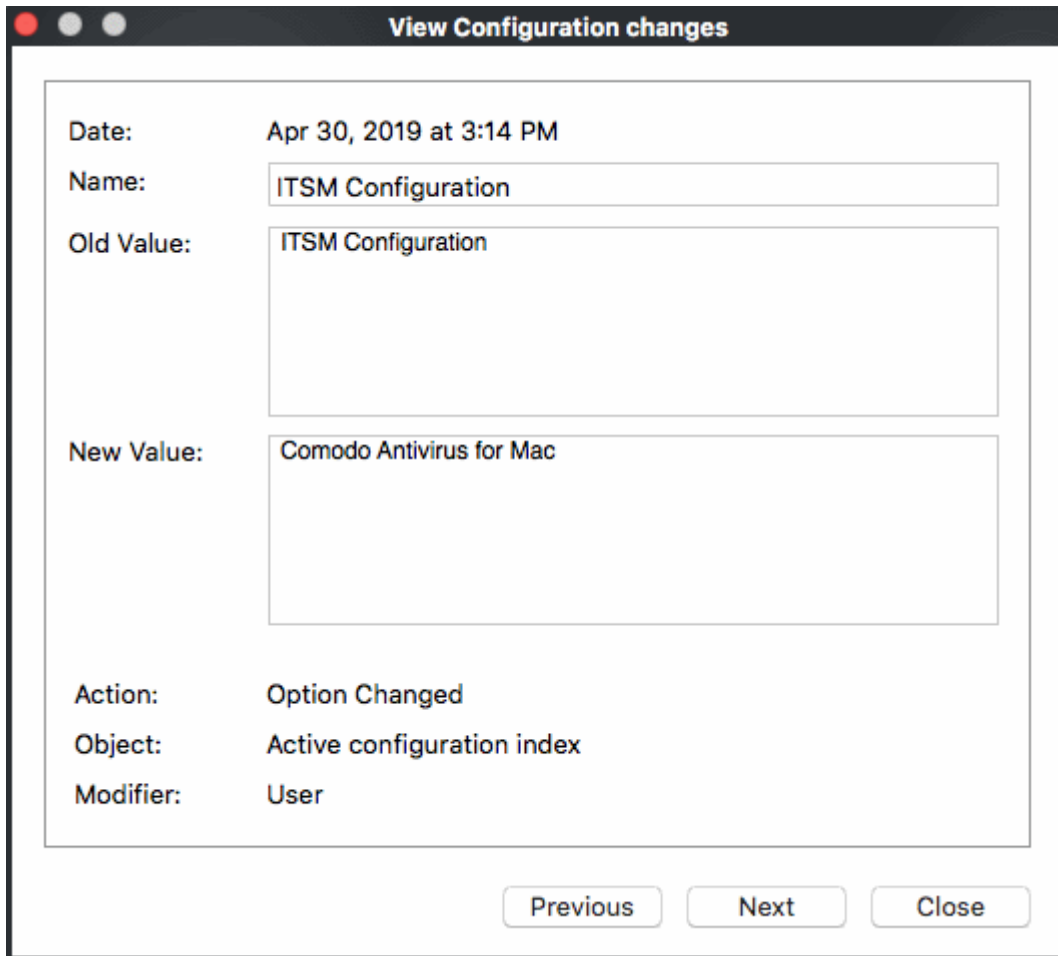 View Configuration changes
Date: Apr 30, 2019 at 3:14 PM
Name: ITSM Configuration
Old Value: ITSM Configuration
New Value: Comodo Antivirus for Mac
Action: Option Changed
Object: Active configuration index
Modifier: User
Previous Next Close